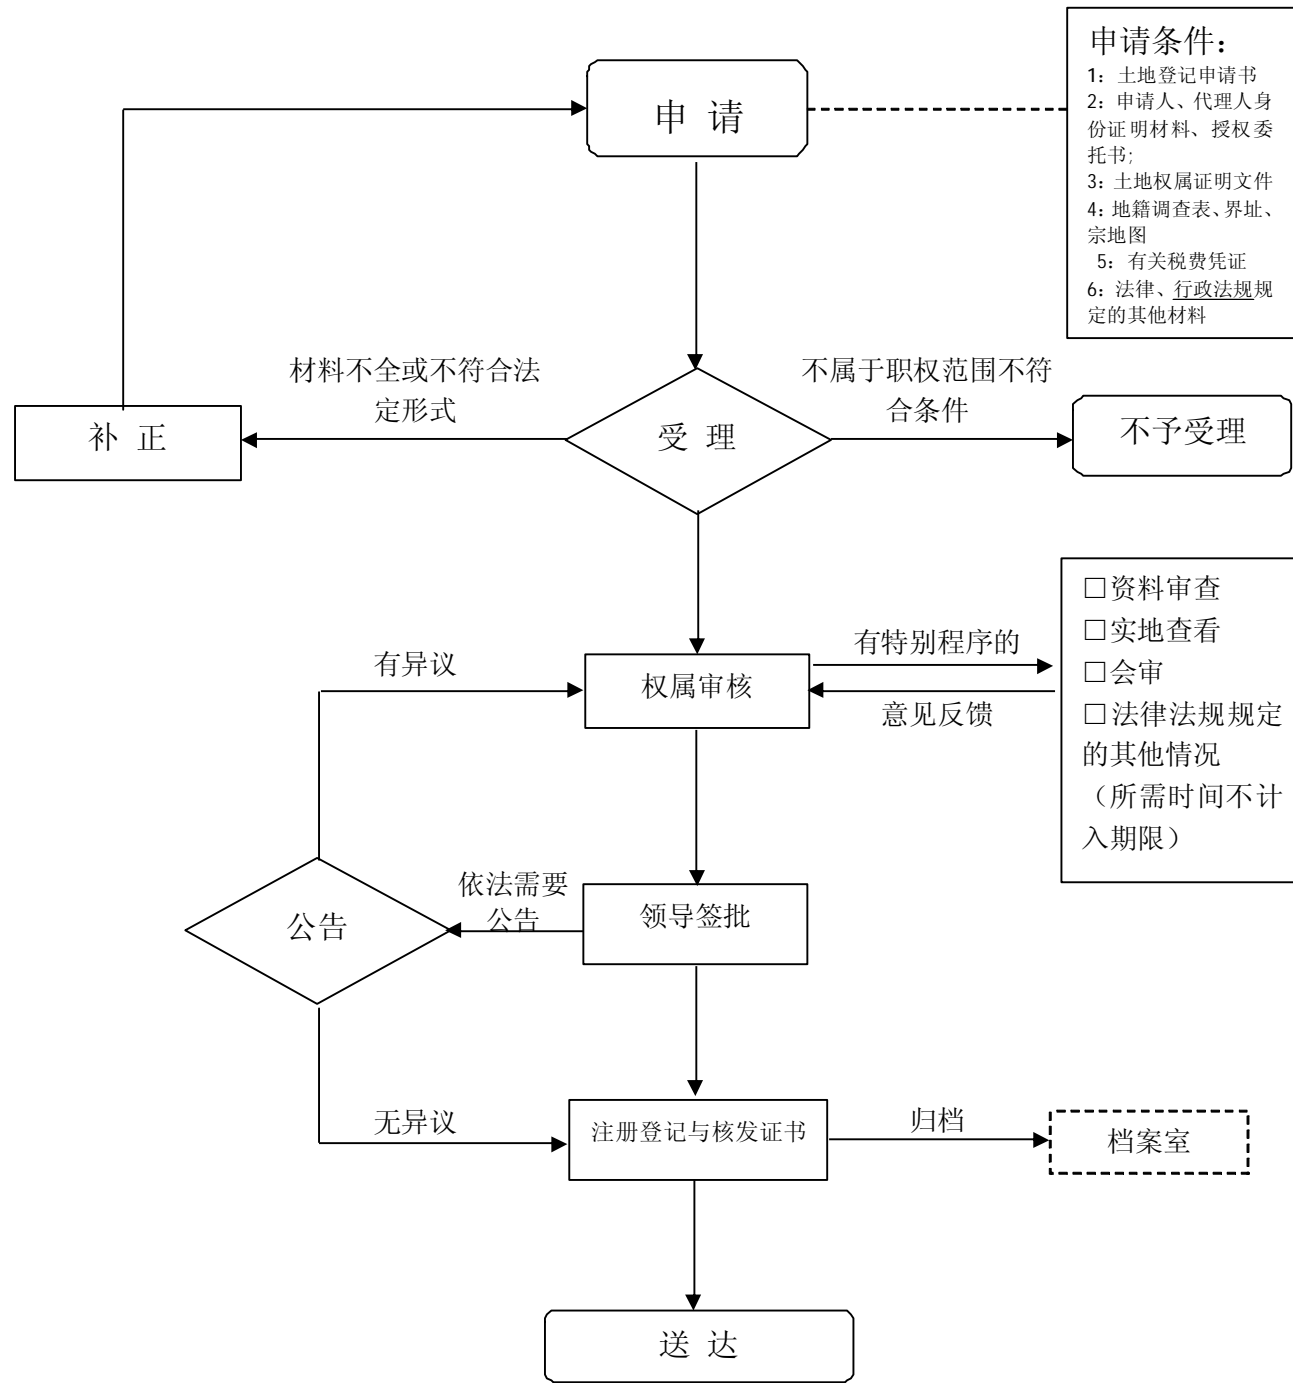 申请条件：
1：土地登记申请书
2：申请人、代理人身
份证明材料、授权委
托书;
3：土地权属证明文件
4：地籍调查表、界址、
宗地图
5：有关税费凭证
6：法律、行政法规规
定的其他材料
申 请
材料不全或不符合法
定形式
不属于职权范围不符
合条件
补 正
受 理
不予受理
□资料审查
□实地查看
□会审
□法律法规规定
的其他情况
（所需时间不计
入期限）
有异议
权属审核
有特别程序的
意见反馈
依法需要
公告
公告
领导签批
无异议
注册登记与核发证书
归档
档案室
送 达